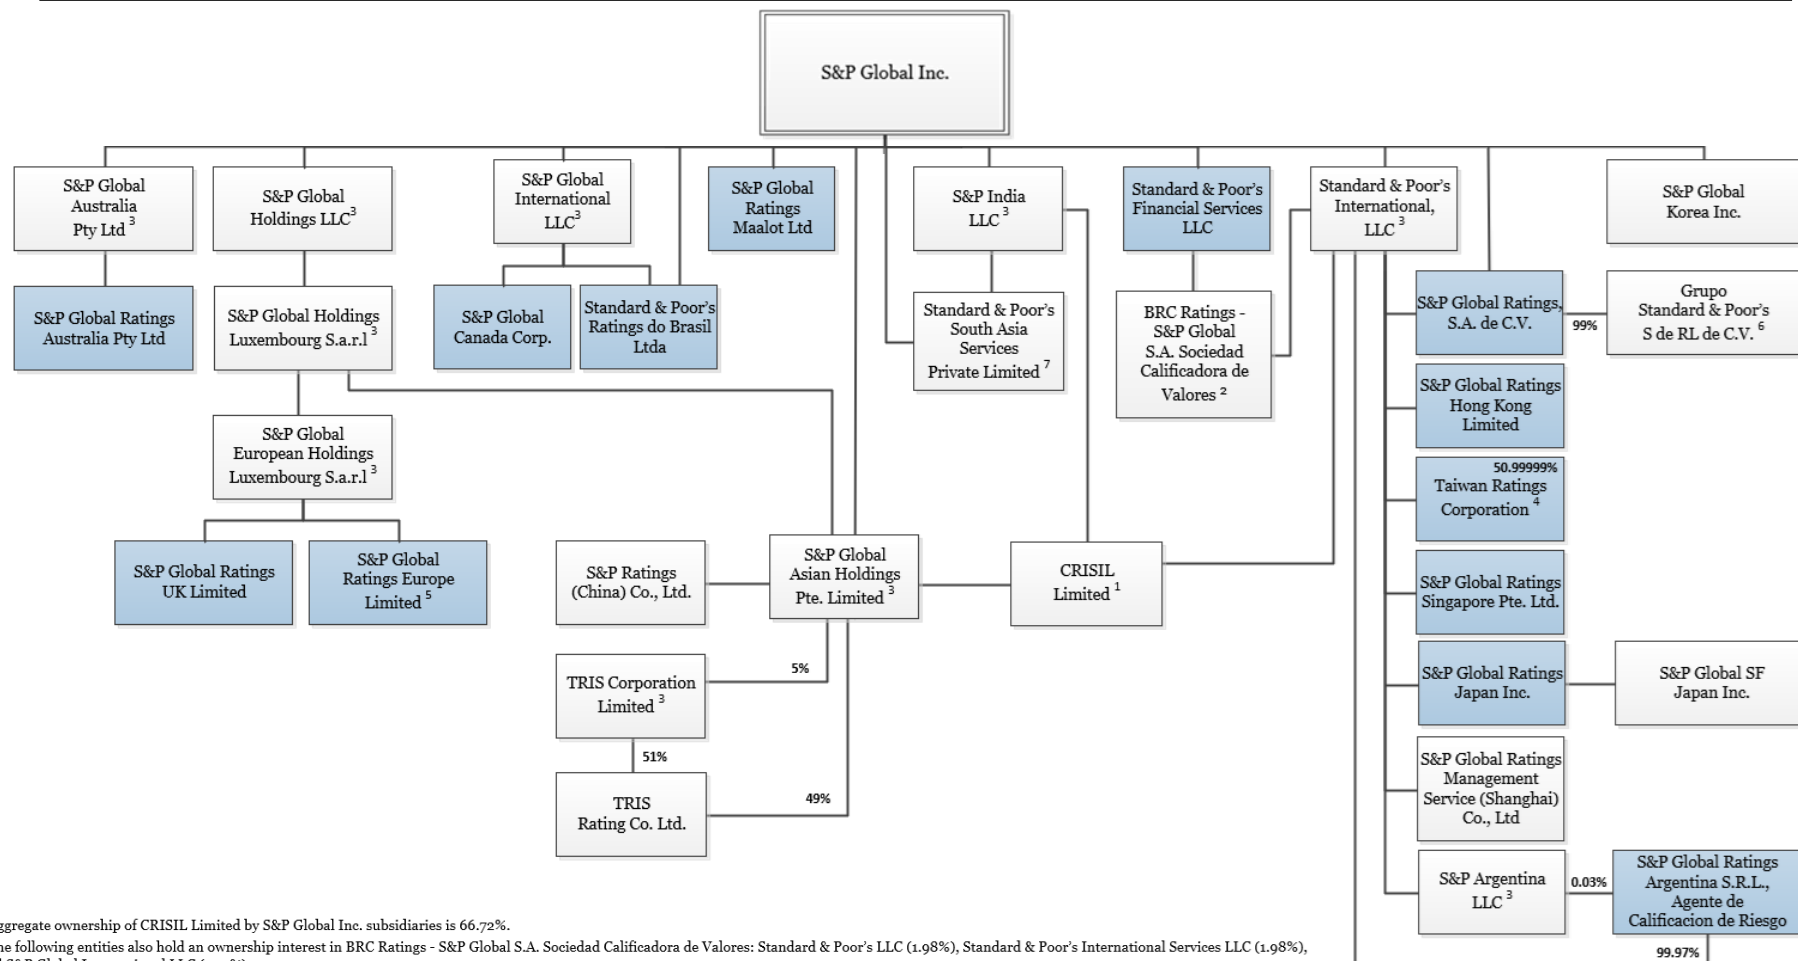 S&P Global Inc.
S&P Global
Australia
Pty Ltd 3
S&P Global
Holdings LLC3
S&P Global
International
LLC3
S&P Global
Ratings
Maalot Ltd
S&P India
LLC 3
Standard & Poor's
Financial Services
LLC
Standard & Poor's
International,
LLC 3
S&P Global
Korea Inc.
S&P Global Ratings
Australia Pty Ltd
S&P Global Holdings
Luxembourg S.a.r.l 3
S&P Global
Canada Corp.
Standard & Poor's
Ratings do Brasil
Ltda
Standard & Poor's
South Asia
Services
Private Limited 7
BRC Ratings -
S&P Global
S.A. Sociedad
Calificadora de
Valores 2
S&P Global Ratings,
S.A. de C.V.
99%
Grupo
Standard & Poor's
S de RL de C.V. 6
S&P Global Ratings
Hong Kong
Limited
S&P Global
European Holdings
Luxembourg S.a.r.l 3
50.99999%
Taiwan Ratings
Corporation 4
S&P Global Ratings
UK Limited
S&P Global
Ratings Europe
Limited 5
S&P Ratings
(China) Co., Ltd.
S&P Global
Asian Holdings
Pte. Limited 3
CRISIL
Limited 1
S&P Global Ratings
Singapore Pte. Ltd.
TRIS Corporation
Limited 3
5%
S&P Global Ratings
Japan Inc.
S&P Global SF
Japan Inc.
51%
TRIS
Rating Co. Ltd.
49%
S&P Global Ratings
Management
Service (Shanghai)
Co., Ltd
S&P Argentina
LLC 3
0.03%
S&P Global Ratings
Argentina S.R.L.,
Agente de
Calificacion de Riesgo
99.97%
ggregate ownership of CRISIL Limited by S&P Global Inc. subsidiaries is 66.72%.
ne following entities also hold an ownership interest in BRC Ratings - S&P Global S.A. Sociedad Calificadora de Valores: Standard & Poor's LLC (1.98%), Standard & Poor's International Services LLC (1.98%),